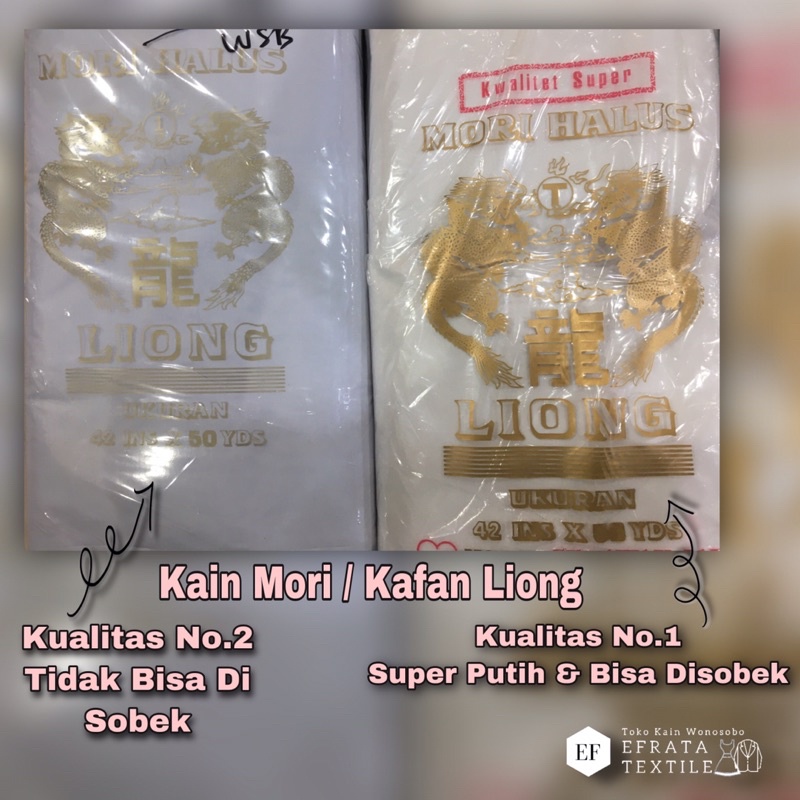 WSB
MORI HALUS
龍
LIONG
UKURAN
42 INS X 50 YDS
Kwalitet Super
MORI HALUS
T
龍
LIONG
UKURAN
42 INS X YDS
Kain Mori / Kafan Liong
Kualitas No.2
Tidak Bisa Di
Sobek
Kualitas No.1
Super Putih & Bisa Disobek
EF
Toko Kain Wonosobo
EFRATA
TEXTILE